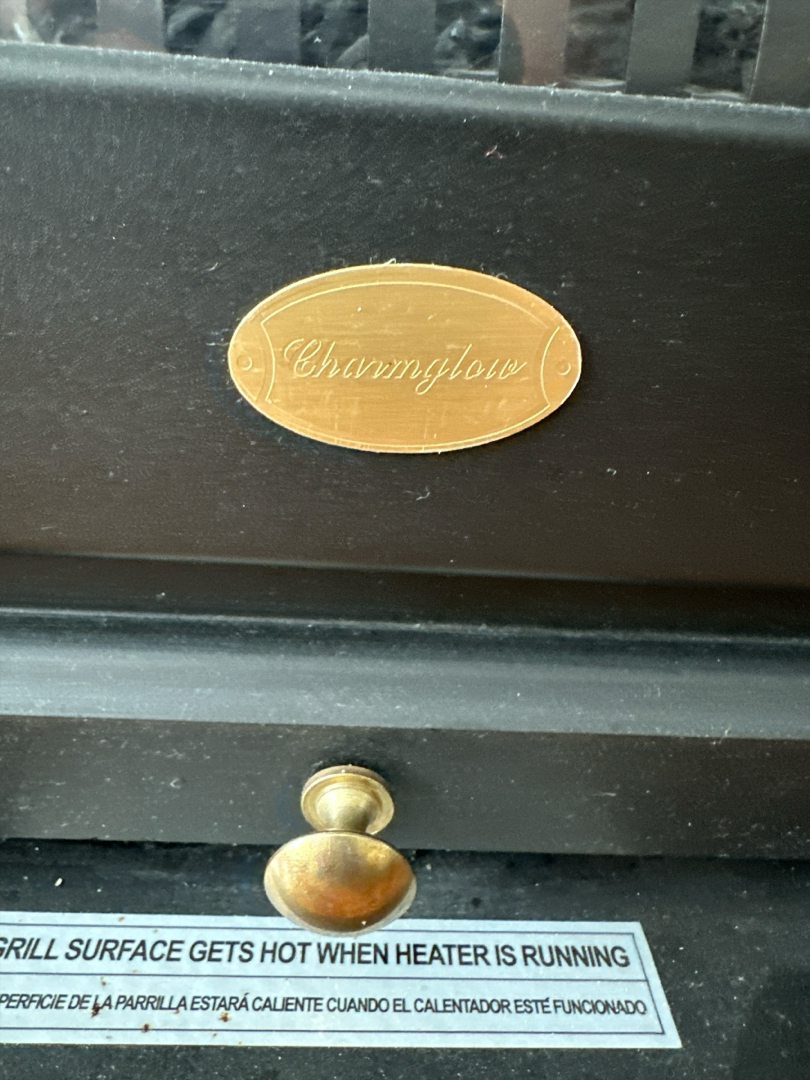 Charmglow
GRILL SURFACE GETS HOT WHEN HEATER IS RUNNING
PERFICIE DE LA PARRILLA ESTARÁ CALIENTE CUANDO EL CALENTADOR ESTÉ FUNCIONADO